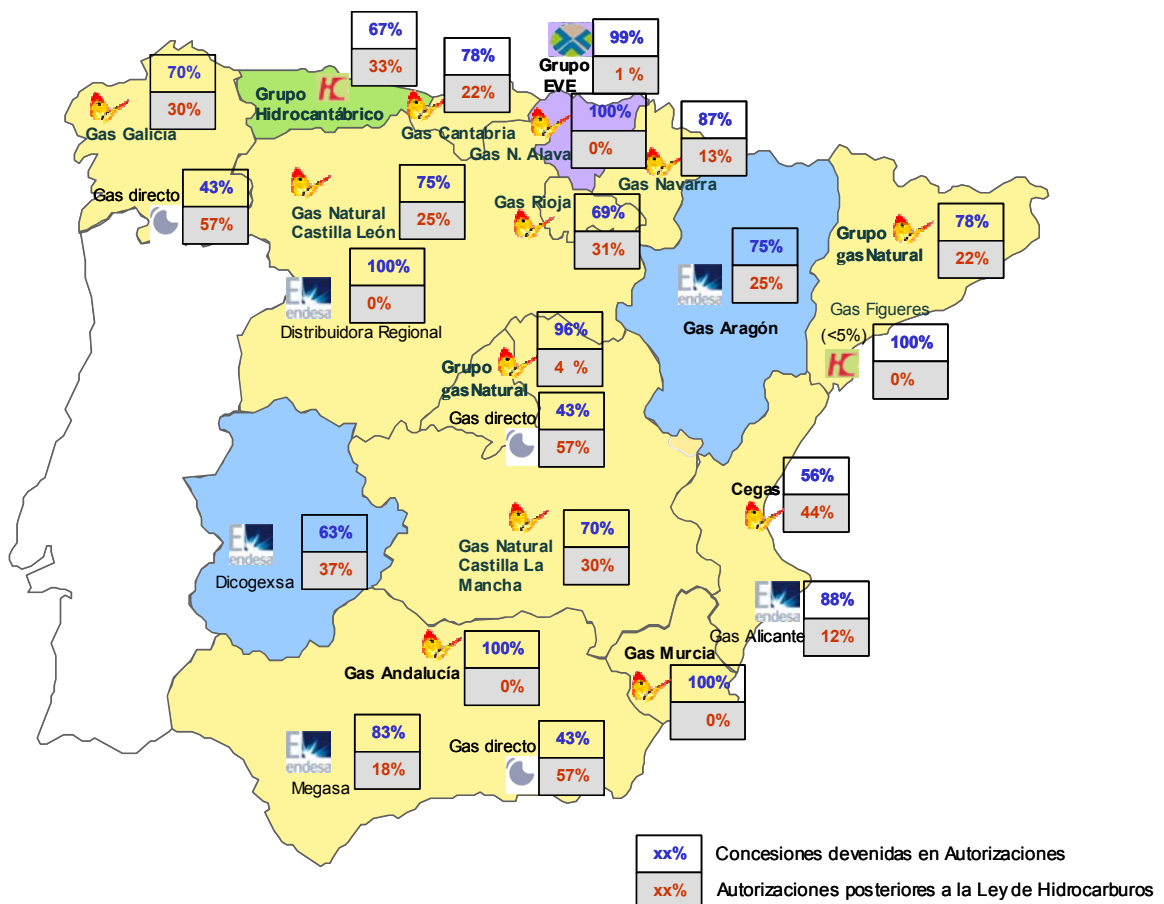 67%
33%
78%
22%
99%
1 %
Grupo
EVE
70%
30%
Gas Galicia
Grupo HC
Hidrocantábrico
Gas Cantabria
100%
0%
Gas N. Alava
87%
13%
Gas Navarra
Gas directo
43%
57%
Gas Natural
Castilla León
75%
25%
Gas Rioja
69%
31%
75%
25%
Gas Aragón
Grupo
gasNatural
78%
22%
E
endesa
Distribuidora Regional
100%
0%
Gas Figueres
(<5%)
HC
100%
0%
Grupo
gasNatural
96%
4 %
Gas directo
43%
57%
Cegas
56%
44%
E
endesa
Dicogexsa
63%
37%
Gas Natural
Castilla La
Mancha
70%
30%
Gas Alicante
88%
12%
Gas Andalucía
100%
0%
Gas Murcia
100%
0%
E
endesa
Megasa
83%
18%
Gas directo
43%
57%
xx% Concesiones devenidas en Autorizaciones
xx% Autorizaciones posteriores a la Ley de Hidrocarburos